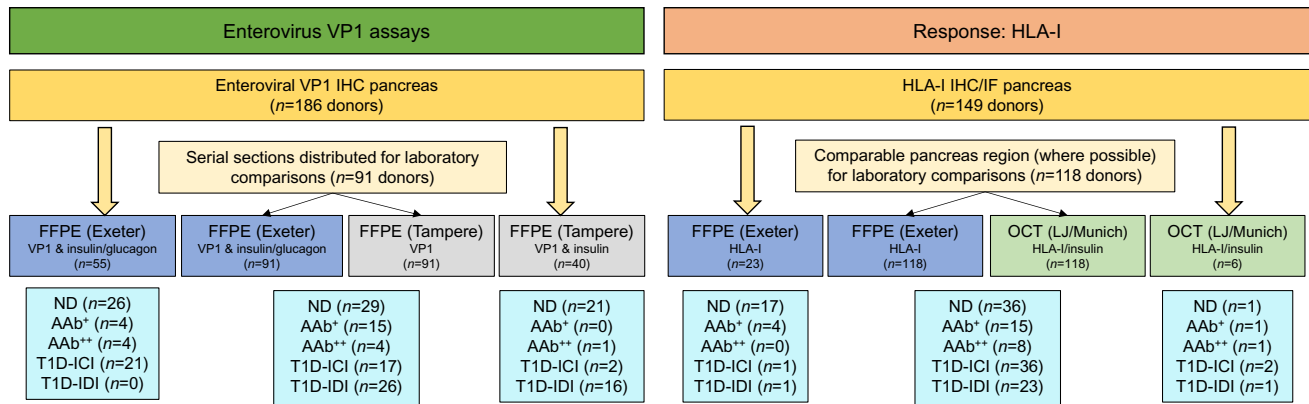 Enterovirus VP1 assays
Enteroviral VP1 IHC pancreas
(n=186 donors)
Serial sections distributed for laboratory
comparisons (n=91 donors)
FFPE (Exeter)
VP1 & insulin/glucagon
(n=55)
FFPE (Exeter)
VP1 & insulin/glucagon
(n=91)
FFPE (Tampere)
VP1
(n=91)
FFPE (Tampere)
VP1 & insulin
(n=40)
ND (n=26)
AAb⁺ (n=4)
AAb⁺⁺ (n=4)
T1D-ICI (n=21)
T1D-IDI (n=0)
ND (n=29)
AAb⁺ (n=15)
AAb⁺⁺ (n=4)
T1D-ICI (n=17)
T1D-IDI (n=26)
ND (n=21)
AAb⁺ (n=0)
AAb⁺⁺ (n=1)
T1D-ICI (n=2)
T1D-IDI (n=16)
Response: HLA-I
HLA-I IHC/IF pancreas
(n=149 donors)
Comparable pancreas region (where possible)
for laboratory comparisons (n=118 donors)
FFPE (Exeter)
HLA-I
(n=23)
FFPE (Exeter)
HLA-I
(n=118)
OCT (LJ/Munich)
HLA-I/insulin
(n=118)
OCT (LJ/Munich)
HLA-I/insulin
(n=6)
ND (n=17)
AAb⁺ (n=4)
AAb⁺⁺ (n=0)
T1D-ICI (n=1)
T1D-IDI (n=1)
ND (n=36)
AAb⁺ (n=15)
AAb⁺⁺ (n=8)
T1D-ICI (n=36)
T1D-IDI (n=23)
ND (n=1)
AAb⁺ (n=1)
AAb⁺⁺ (n=1)
T1D-ICI (n=2)
T1D-IDI (n=1)